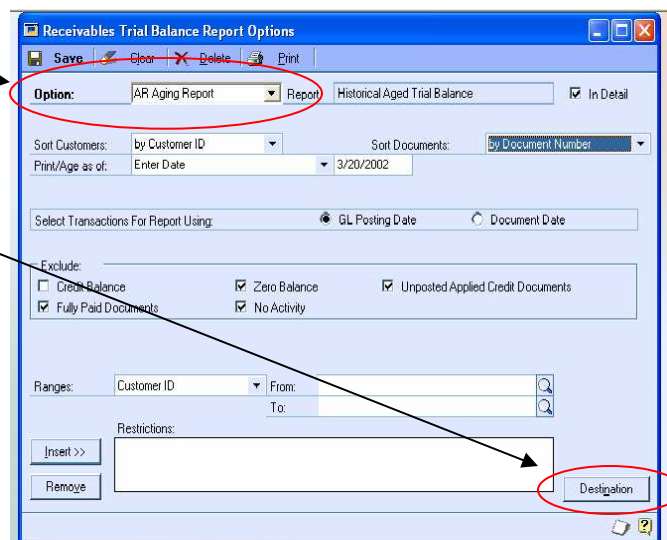 Receivables Trial Balance Report Options
Save Clear Delete Print
Option: AR Aging Report Report Historical Aged Trial Balance In Detail
Sort Customers: by Customer ID Sort Documents: by Document Number
Print/Age as of: Enter Date 3/20/2002
Select Transactions For Report Using: GL Posting Date Document Date
Exclude:
Credit Balance Zero Balance Unposted Applied Credit Documents
Fully Paid Documents No Activity
Ranges: Customer ID From:
To:
Restrictions:
Insert >>
Remove
Destination